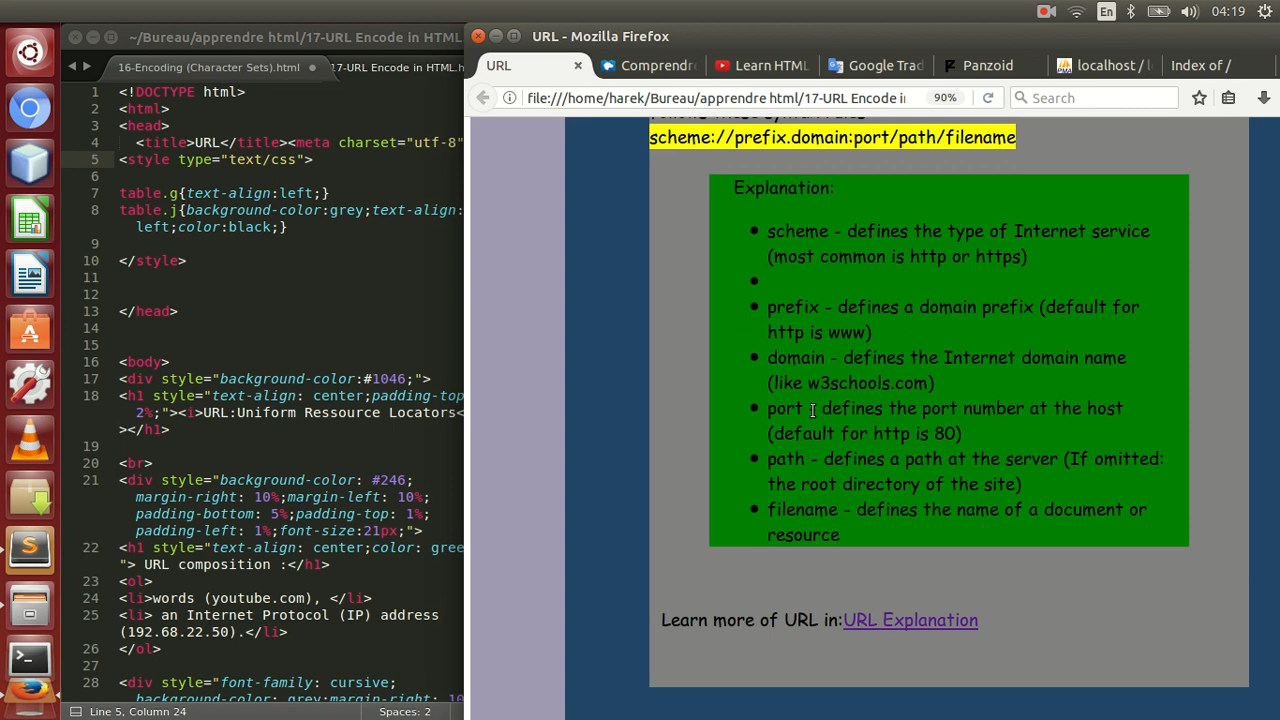 En
04:19
~/Bureau/apprendre html/17-URL Encode in HTML
16-Encoding (Character Sets).html
17-URL Encode in HTML.h
1 <!DOCTYPE html>
2 <html>
3 <head>
4 <title>URL</title><meta charset="utf-8"
5 <style type="text/css">
6
7 table.g{text-align:left;}
8 table.j{background-color:grey;text-align:
left;color:black;}
9
10 </style>
11
12
13 </head>
14
15
16 <body>
17 <div style="background-color:#1046;">
18 <h1 style="text-align: center;padding-top
2%;"><i>URL:Uniform Ressource Locators<
></h1>
19
20 <br>
21 <div style="background-color: #246;
margin-right: 10%;margin-left: 10%;
padding-bottom: 5%;padding-top: 1%;
padding-left: 1%;font-size:21px;">
22 <h1 style="text-align: center;color: gree
"> URL composition :</h1>
23 <ol>
24 <li>words (youtube.com), </li>
25 <li> an Internet Protocol (IP) address
(192.68.22.50).</li>
26 </ol>
27
28 <div style="font-family: cursive;
background-color: grey;margin-right: 10
Line 5, Column 24
Spaces: 2
URL - Mozilla Firefox
URL
Comprendr
Learn HTML
Google Trad
Panzoid
localhost / l
Index of /
file:///home/harek/Bureau/apprendre html/17-URL Encode in
90%
Search
follows these syntax rules
scheme://prefix.domain:port/path/filename
Explanation:
scheme - defines the type of Internet service
(most common is http or https)
prefix - defines a domain prefix (default for
http is www)
domain - defines the Internet domain name
(like w3schools.com)
port - defines the port number at the host
(default for http is 80)
path - defines a path at the server (If omitted:
the root directory of the site)
filename - defines the name of a document or
resource
Learn more of URL in:URL Explanation